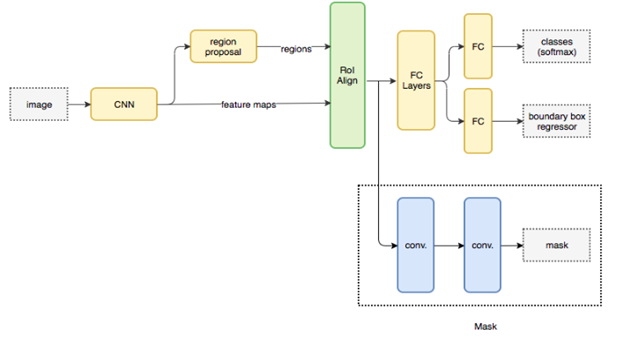 region
proposal
regions
image
CNN
feature maps
RoI
Align
FC
Layers
FC
classes
(softmax)
FC
boundary box
regressor
conv.
conv.
mask
Mask